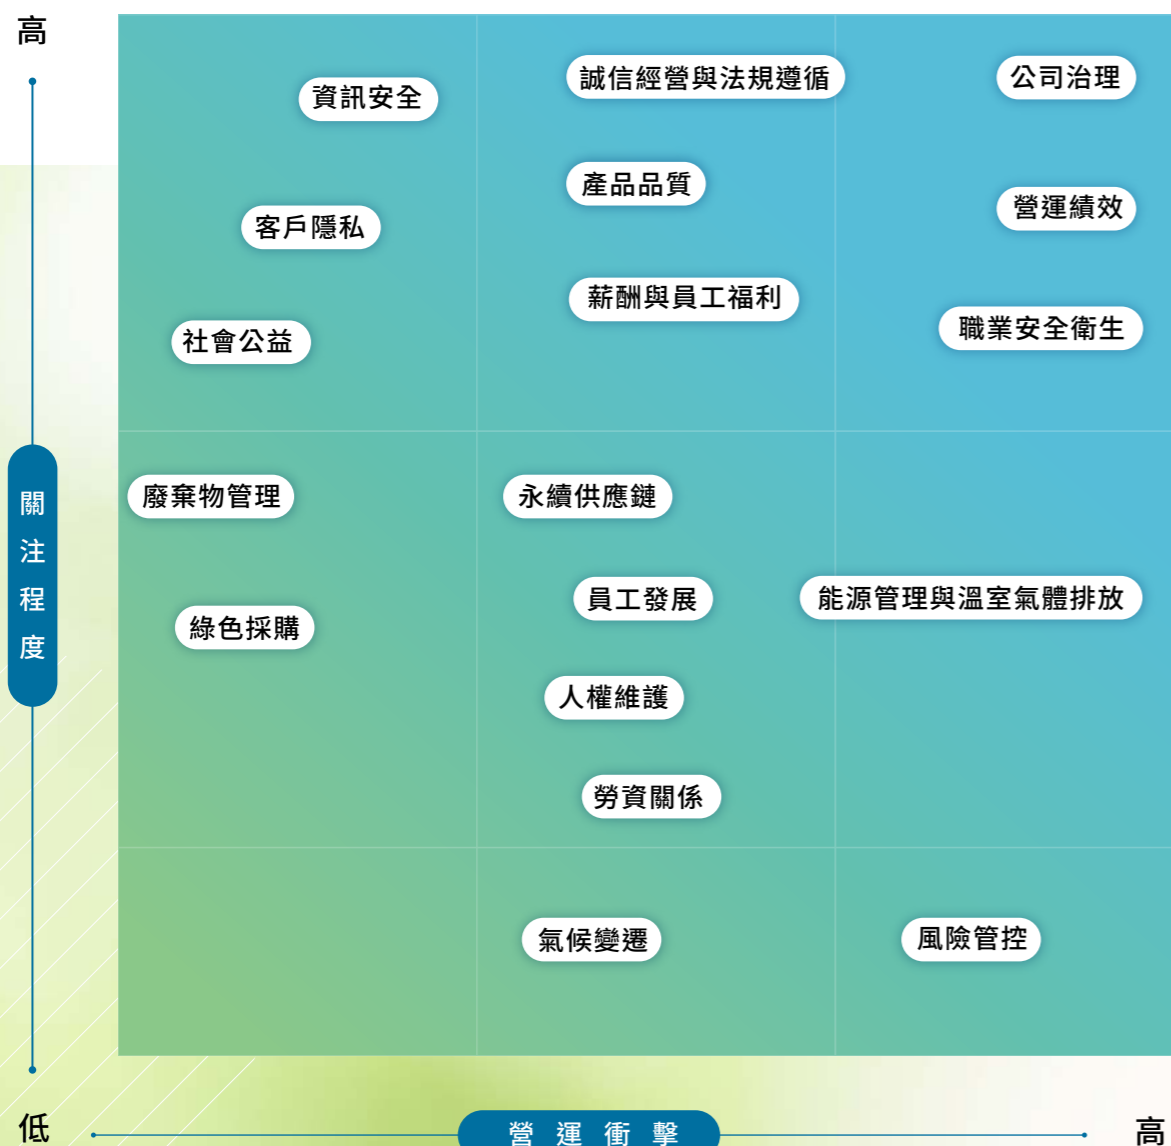 高
資訊安全
誠信經營與法規遵循
公司治理
產品品質
營運績效
客戶隱私
薪酬與員工福利
社會公益
職業安全衛生
關注程度
廢棄物管理
永續供應鏈
員工發展
能源管理與溫室氣體排放
綠色採購
人權維護
勞資關係
氣候變遷
風險管控
低
營運衝擊
高